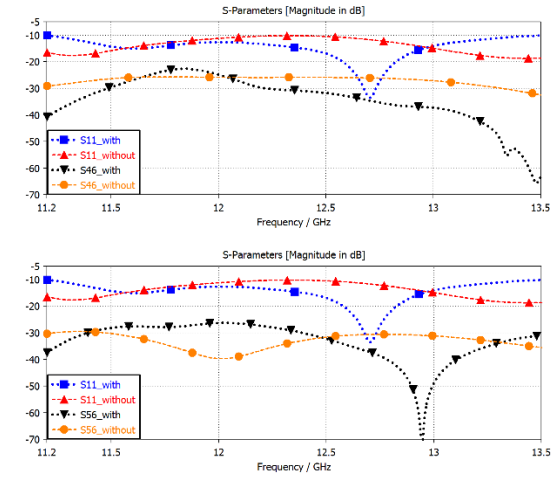 S-Parameters [Magnitude in dB]
-5
-10
-20
-30
-40
-50
-60
-70
S11_with
S11_without
S46_with
S46_without
11.2 11.5 12 12.5 13 13.5
Frequency / GHz
S-Parameters [Magnitude in dB]
-5
-10
-20
-30
-40
-50
-60
-70
S11_with
S11_without
S56_with
S56_without
11.2 11.5 12 12.5 13 13.5
Frequency / GHz